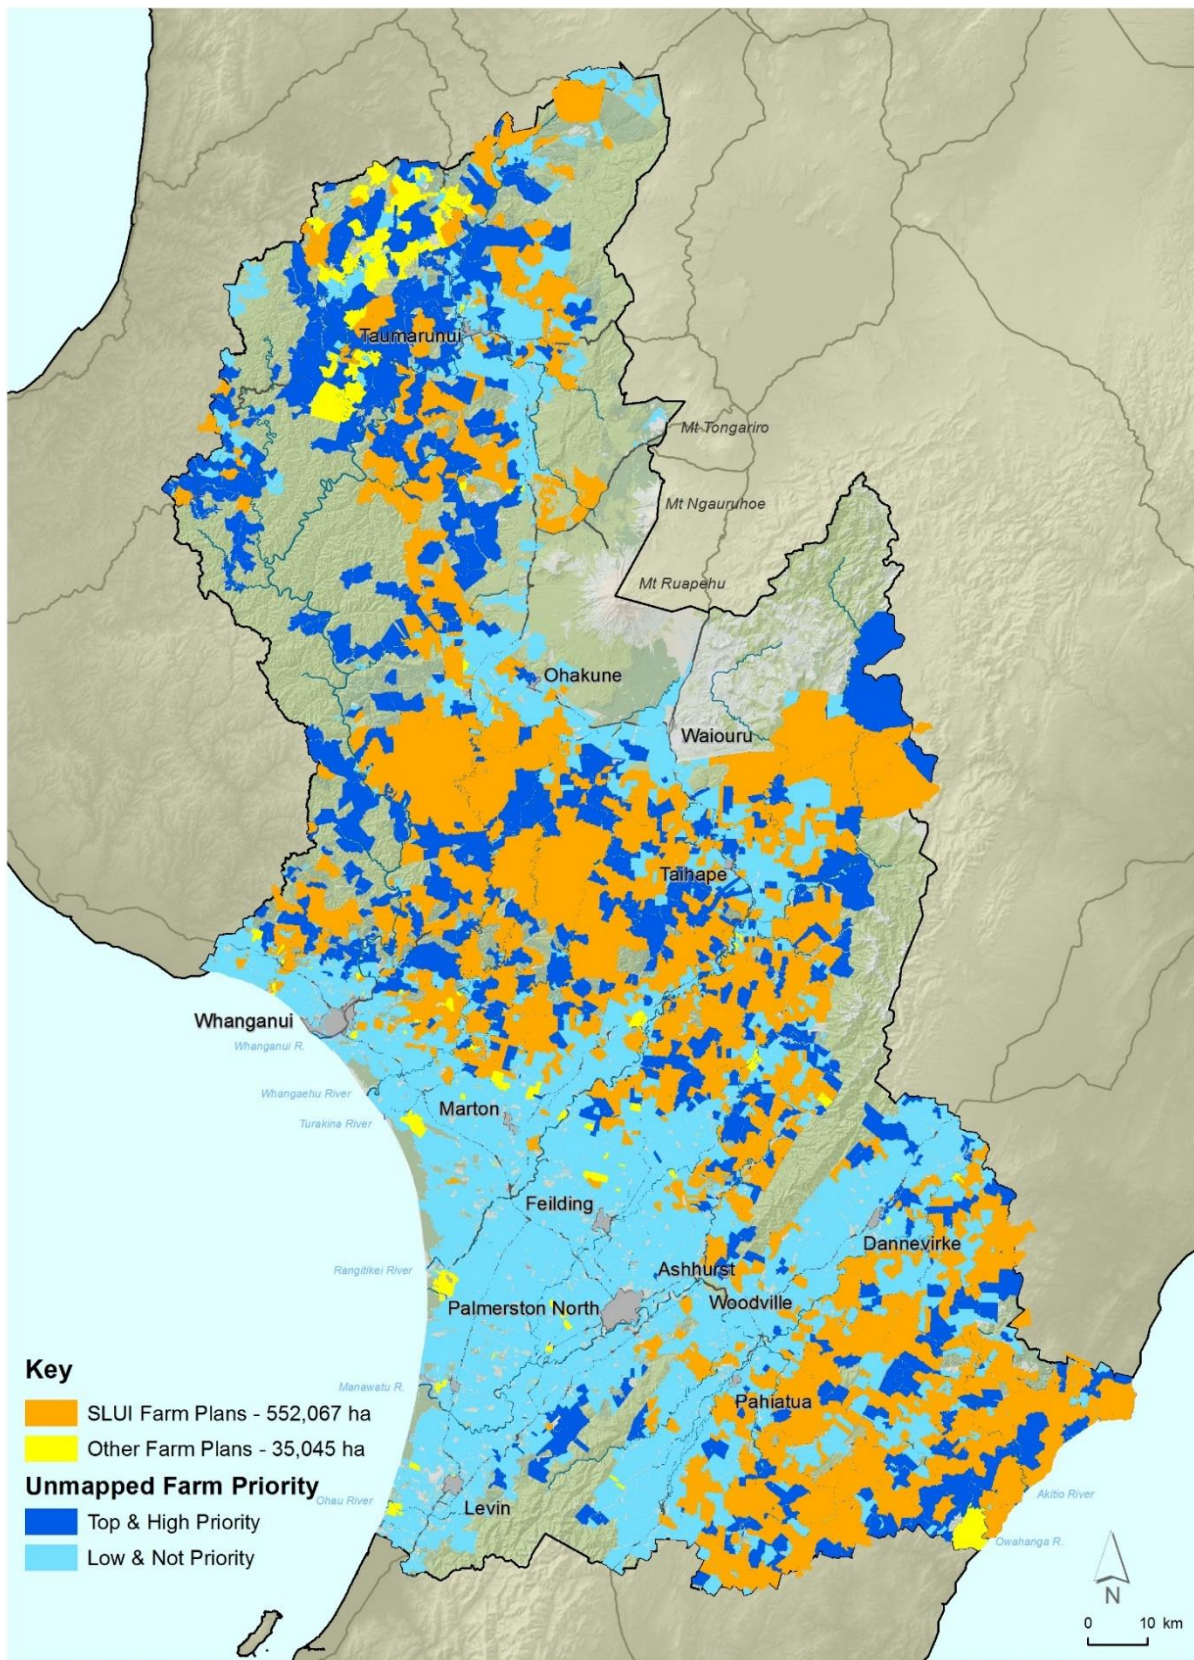 Taumarunui
Mt Tongariro
Mt Ngauruhoe
Mt Ruapehu
Ohakune
Waiouru
Taihape
Whanganui
Whanganui R.
Whangaehu River
Marton
Turakina River
Feilding
Dannevirke
Rangitikei River
Ashhurst
Palmerston North
Woodville
Key
SLUI Farm Plans - 552,067 ha
Manawatu R.
Pahiatua
Other Farm Plans - 35,045 ha
Unmapped Farm Priority
Ohau River
Levin
Akitio River
Top & High Priority
Owahanga R.
Low & Not Priority
N
0 10 km